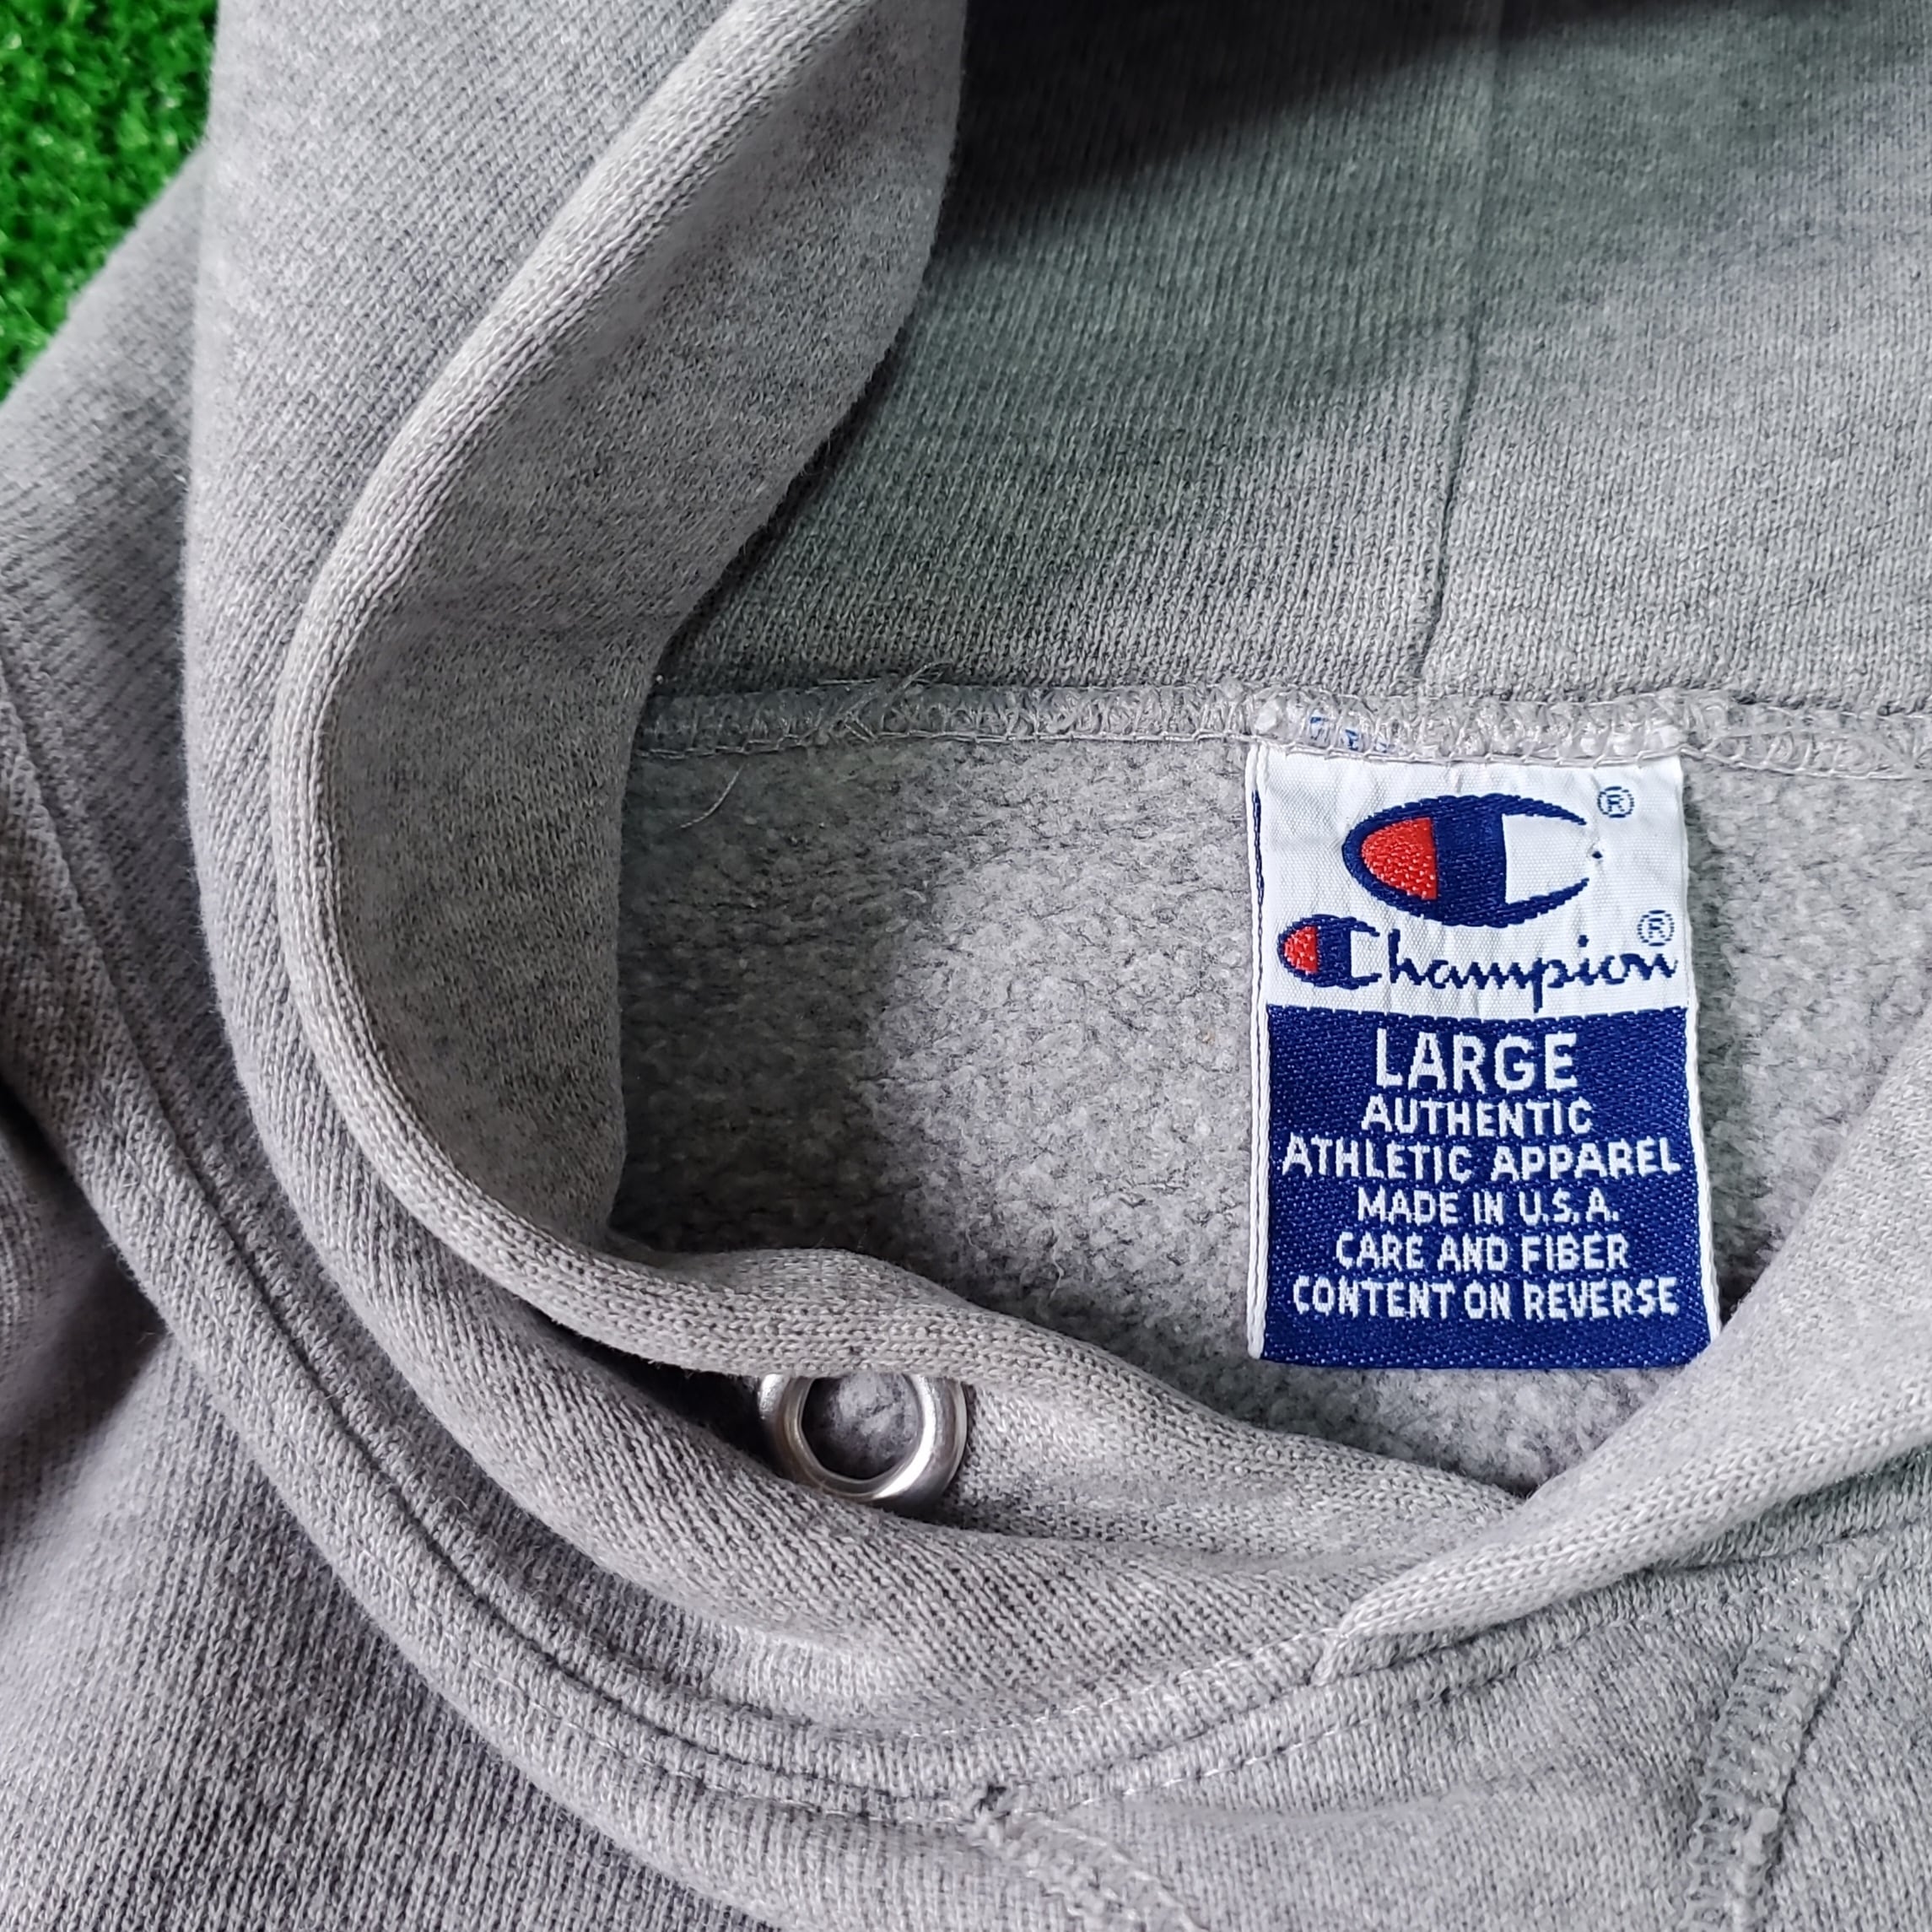 ®
Champion®
LARGE
AUTHENTIC
ATHLETIC APPAREL
MADE IN U.S.A.
CARE AND FIBER
CONTENT ON REVERSE